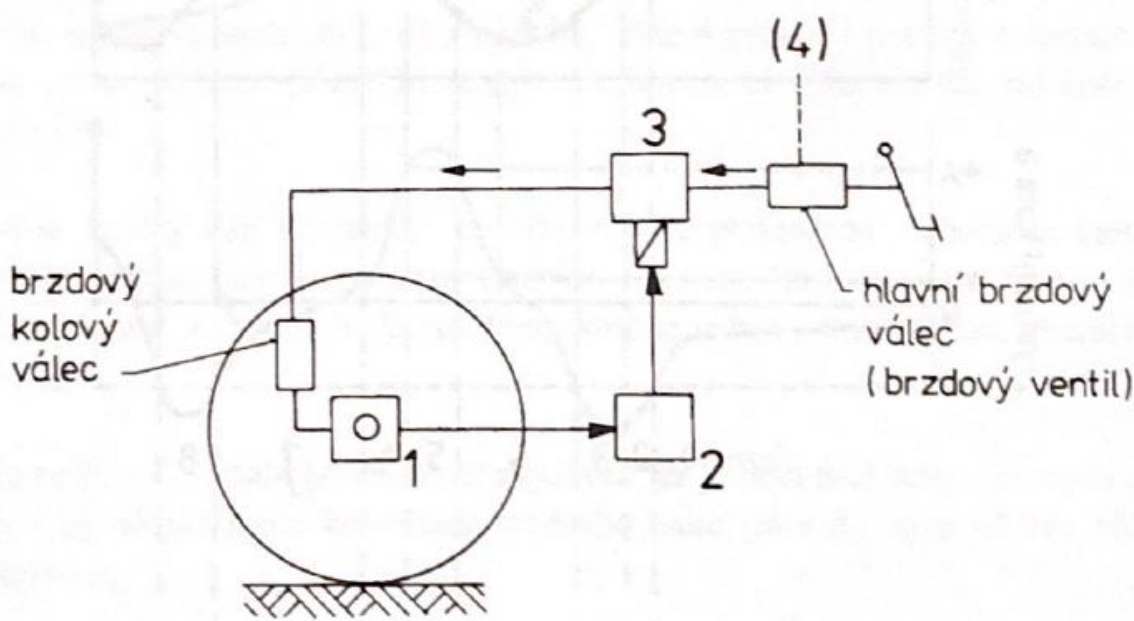 (4)
3
brzdový
kolový
válec
hlavní brzdový
válec
(brzdový ventil)
1
2